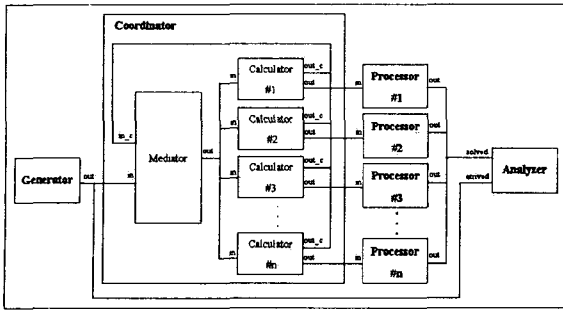 Coordinator
Generator
out
in_c
in
Mediator
out
in
Calculator
#1
out_c
out
in
Processor
#1
out
in
Calculator
#2
out_c
out
in
Processor
#2
out
in
Calculator
#3
out_c
out
in
Processor
#3
out
in
Calculator
#n
out_c
out
in
Processor
#n
out
solved
arrived
Analyzer